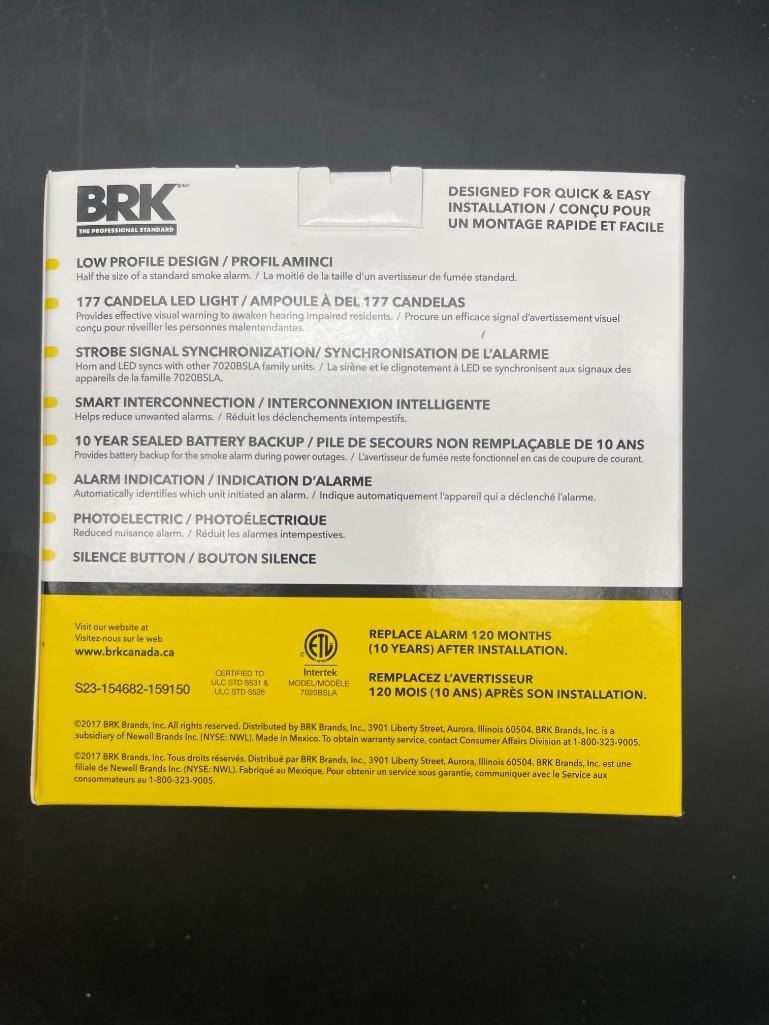 BRK ®/MD
THE PROFESSIONAL STANDARD
DESIGNED FOR QUICK & EASY
INSTALLATION / CONÇU POUR
UN MONTAGE RAPIDE ET FACILE
LOW PROFILE DESIGN / PROFIL AMINCI
Half the size of a standard smoke alarm. / La moitié de la taille d'un avertisseur de fumée standard.
177 CANDELA LED LIGHT / AMPOULE À DEL 177 CANDELAS
Provides effective visual warning to awaken hearing impaired residents. / Procure un efficace signal d'avertissement visuel
conçu pour réveiller les personnes malentendantes.
STROBE SIGNAL SYNCHRONIZATION/ SYNCHRONISATION DE L'ALARME
Horn and LED syncs with other 7020BSLA family units. / La sirène et le clignotement à LED se synchronisent aux signaux des
appareils de la famille 7020BSLA.
SMART INTERCONNECTION / INTERCONNEXION INTELLIGENTE
Helps reduce unwanted alarms. / Réduit les déclenchements intempestifs.
10 YEAR SEALED BATTERY BACKUP / PILE DE SECOURS NON REMPLAÇABLE DE 10 ANS
Provides battery backup for the smoke alarm during power outages. / L'avertisseur de fumée reste fonctionnel en cas de coupure de courant.
ALARM INDICATION / INDICATION D'ALARME
Automatically identifies which unit initiated an alarm. / Indique automatiquement l'appareil qui a déclenché l'alarme.
PHOTOELECTRIC / PHOTOÉLECTRIQUE
Reduced nuisance alarm. / Réduit les alarmes intempestives.
SILENCE BUTTON / BOUTON SILENCE
Visit our website at
Visitez-nous sur le web
www.brkcanada.ca
S23-154682-159150
CERTIFIED TO
ULC STD S531 &
ULC STD S526
C ETL
Intertek
MODEL/MODÈLE
7020BSLA
REPLACE ALARM 120 MONTHS
(10 YEARS) AFTER INSTALLATION.
REMPLACEZ L'AVERTISSEUR
120 MOIS (10 ANS) APRÈS SON INSTALLATION.
©2017 BRK Brands, Inc. All rights reserved. Distributed by BRK Brands, Inc., 3901 Liberty Street, Aurora, Illinois 60504. BRK Brands, Inc. is a
subsidiary of Newell Brands Inc. (NYSE: NWL). Made in Mexico. To obtain warranty service, contact Consumer Affairs Division at 1-800-323-9005.
©2017 BRK Brands, Inc. Tous droits réservés. Distribué par BRK Brands, Inc., 3901 Liberty Street, Aurora, Illinois 60504. BRK Brands, Inc. est une
filiale de Newell Brands Inc. (NYSE: NWL). Fabriqué au Mexique. Pour obtenir un service sous garantie, communiquer avec le Service aux
consommateurs au 1-800-323-9005.